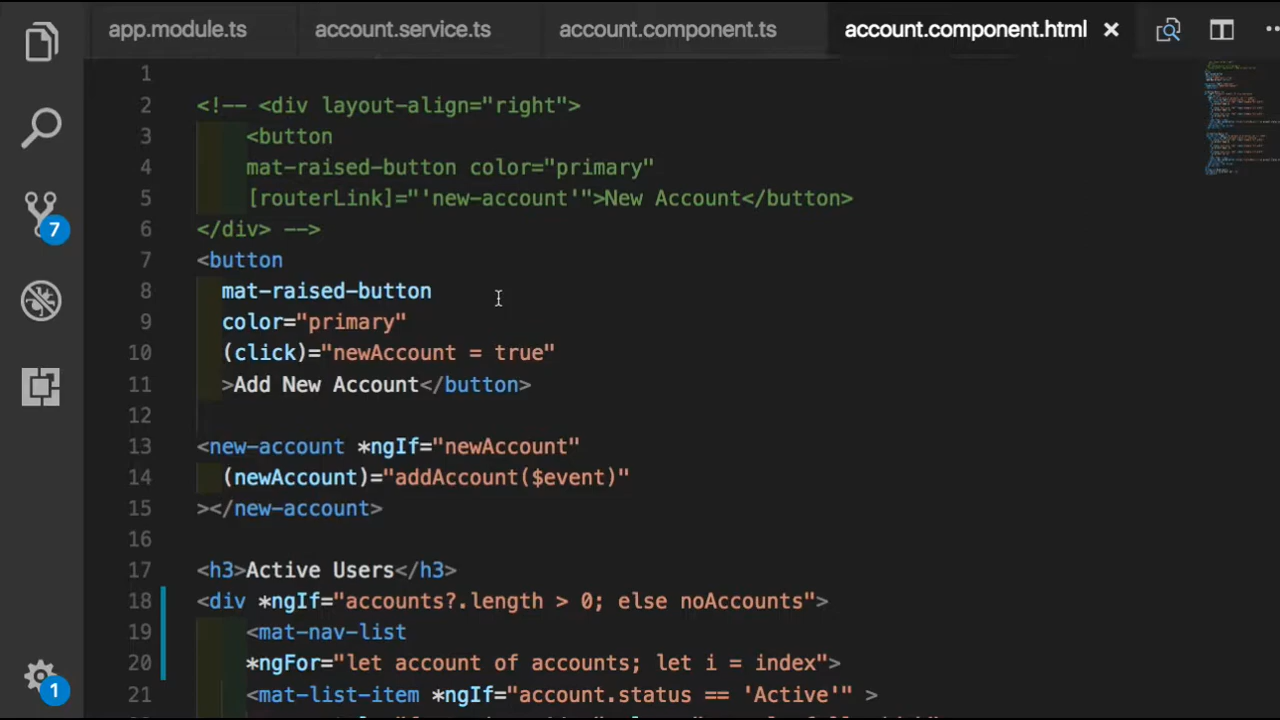 app.module.ts account.service.ts account.component.ts account.component.html
1
2 <!-- <div layout-align="right">
3 <button
4 mat-raised-button color="primary"
5 [routerLink]="'new-account'">New Account</button>
6 </div> -->
7 <button
8 mat-raised-button
9 color="primary"
10 (click)="newAccount = true"
11 >Add New Account</button>
12
13 <new-account *ngIf="newAccount"
14 (newAccount)="addAccount($event)"
15 ></new-account>
16
17 <h3>Active Users</h3>
18 <div *ngIf="accounts?.length > 0; else noAccounts">
19 <mat-nav-list
20 *ngFor="let account of accounts; let i = index">
21 <mat-list-item *ngIf="account.status == 'Active'" >
7
1